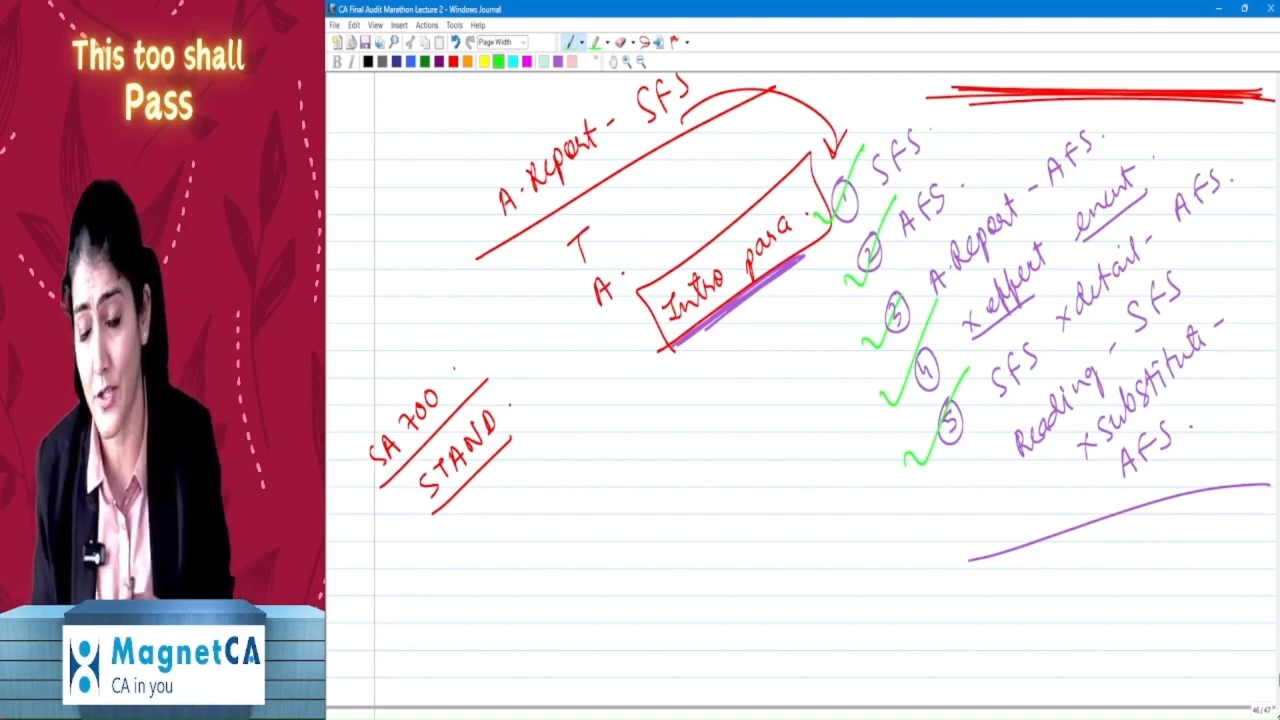 This too shall
Pass
MagnetCA
CA in you
CA Final Audit Marathon Lecture 2 - Windows Journal
File Edit View Insert Actions Tools Help
Page Width
A. Report - SFS
T
A.
Intro para.
SA 700
STAND.
1 SFS.
2 AFS.
3 A. Report - AFS.
4 x effect event.
5 SFS x detail - AFS.
Reading - SFS
x substitute -
AFS.
46/47